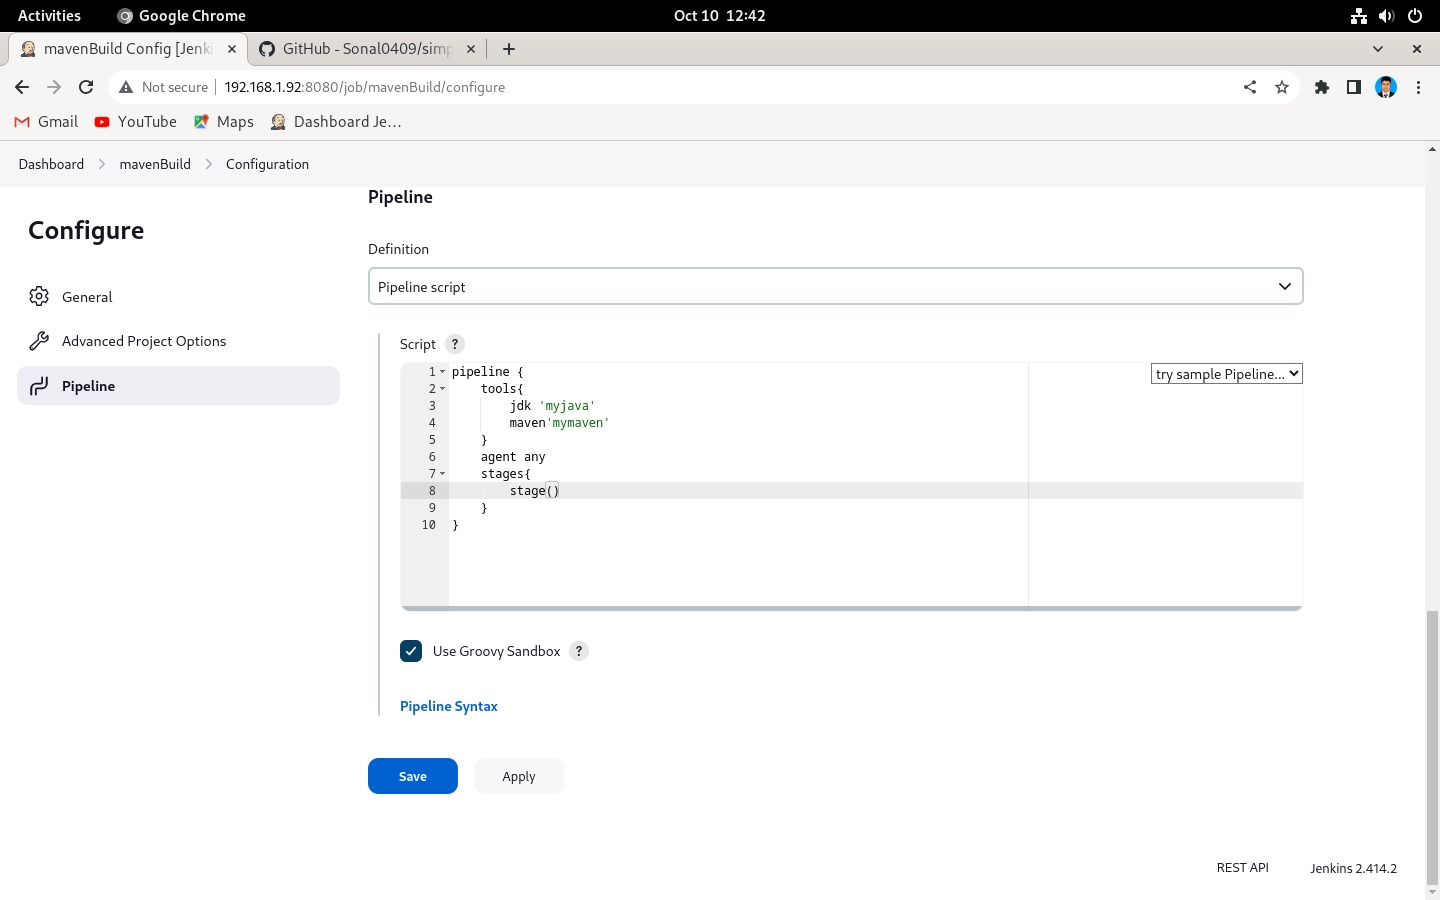 Activities Google Chrome Oct 10 12:42
mavenBuild Config [Jenki GitHub - Sonal0409/simp
Not secure 192.168.1.92:8080/job/mavenBuild/configure
Gmail YouTube Maps Dashboard Je...
Dashboard mavenBuild Configuration
Configure
General
Advanced Project Options
Pipeline
Pipeline
Definition
Pipeline script
Script ?
try sample Pipeline...
1 pipeline {
2 tools{
3 jdk 'myjava'
4 maven'mymaven'
5 }
6 agent any
7 stages{
8 stage()
9 }
10 }
Use Groovy Sandbox ?
Pipeline Syntax
Save Apply
REST API Jenkins 2.414.2